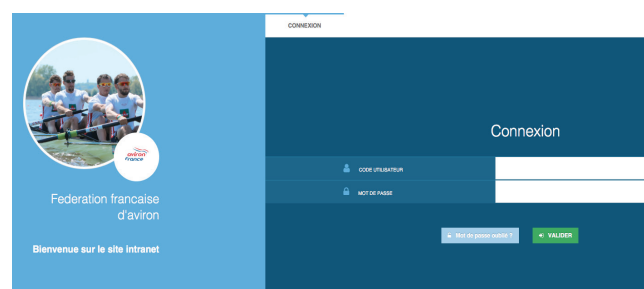 CONNEXION
aviron
France
Federation francaise
d'aviron
Bienvenue sur le site intranet
Connexion
CODE UTILISATEUR
MOT DE PASSE
Mot de passe oublié ?
VALIDER